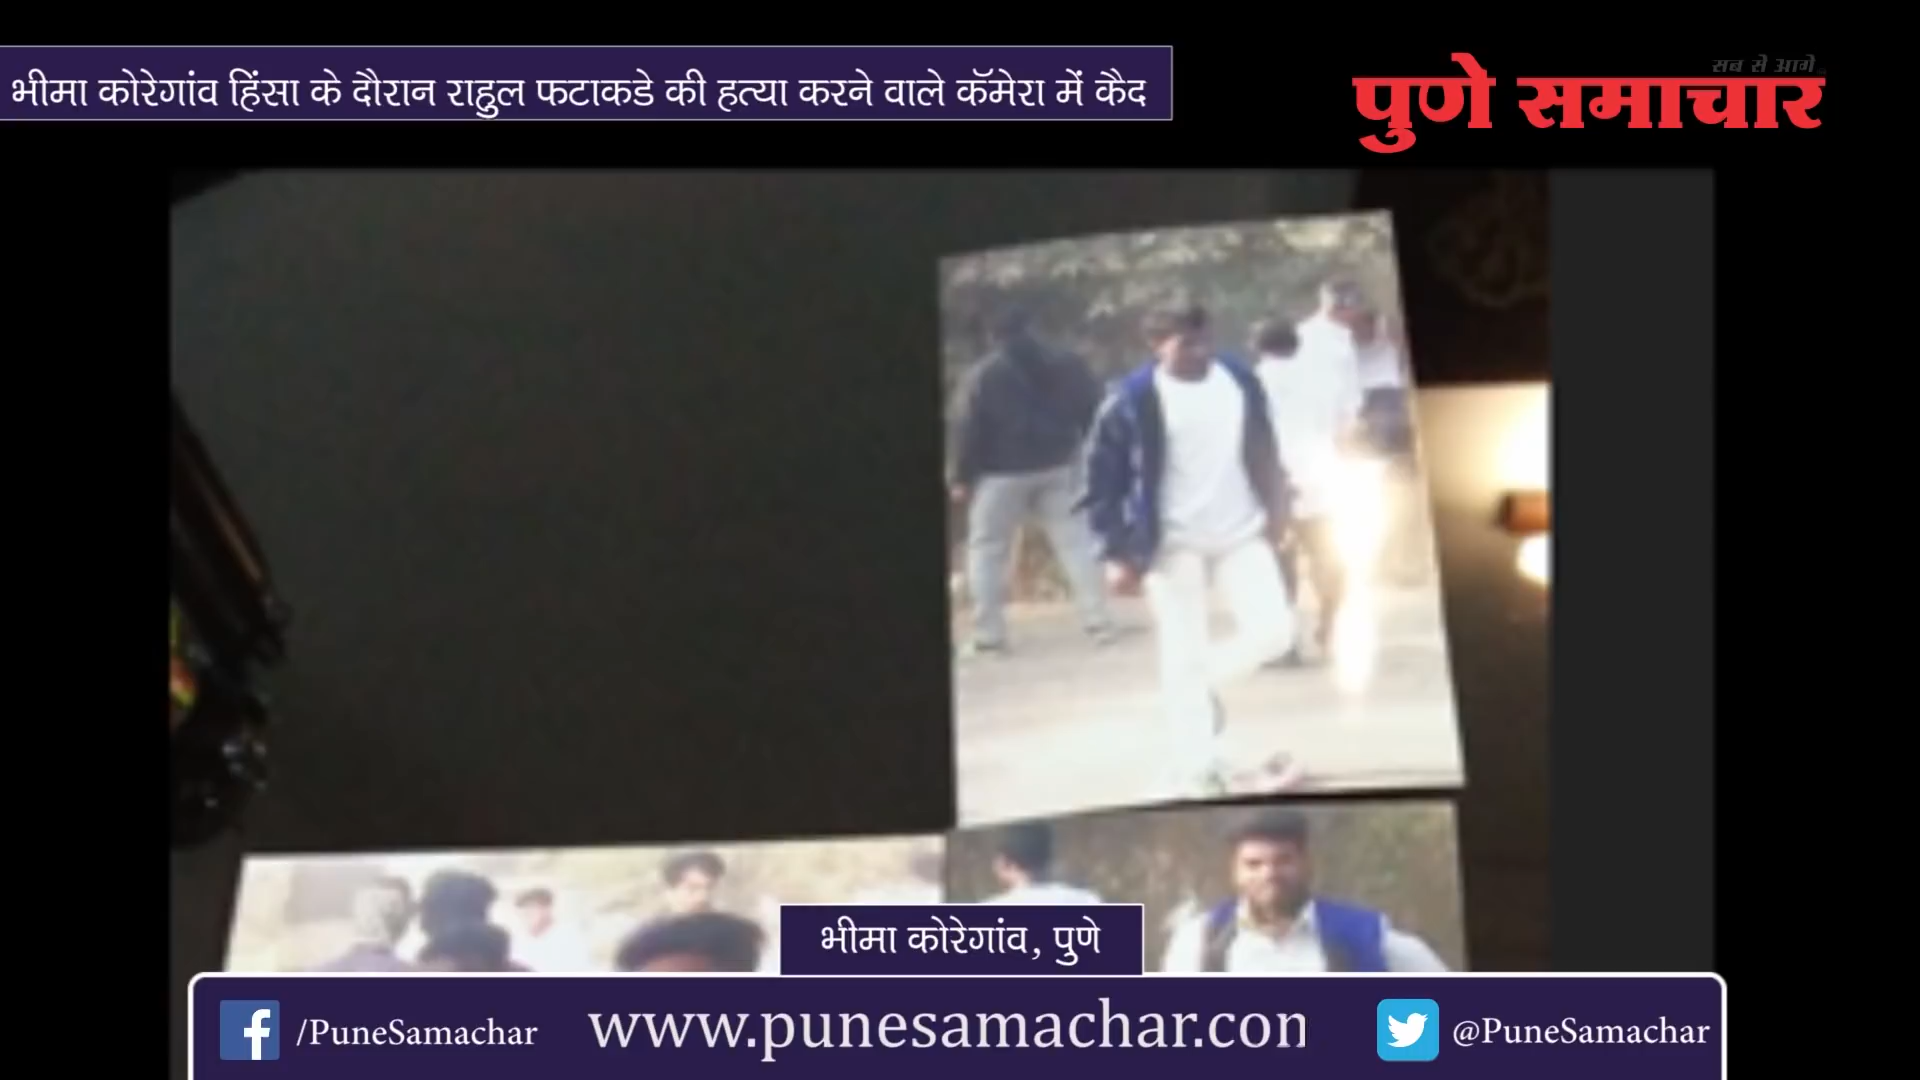 भीमा कोरेगांव हिंसा के दौरान राहुल फटाकडे की हत्या करने वाले कॅमेरा में कैद
सब से आगे..
पुणे समाचार
भीमा कोरेगांव, पुणे
/PuneSamachar
www.punesamachar.con
@PuneSamachar